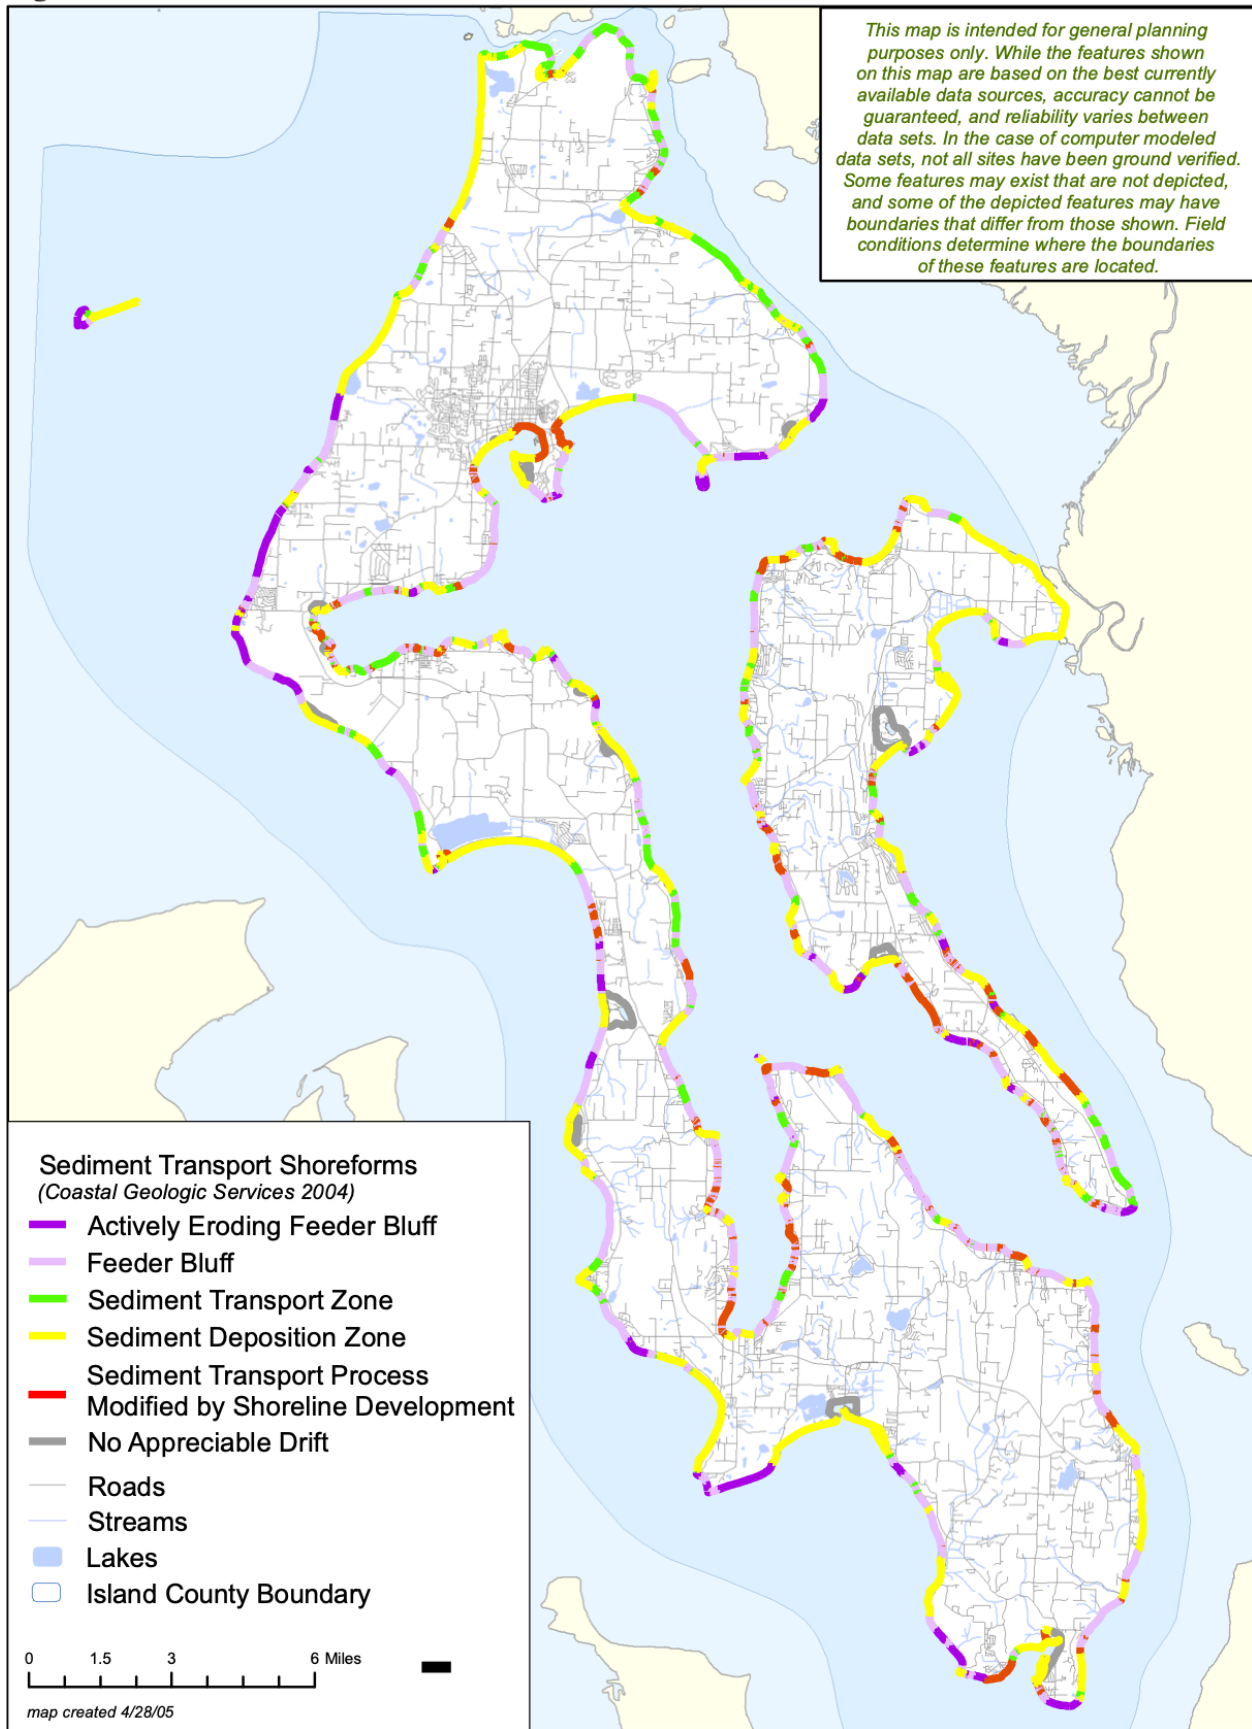 This map is intended for general planning
purposes only. While the features shown
on this map are based on the best currently
available data sources, accuracy cannot be
guaranteed, and reliability varies between
data sets. In the case of computer modeled
data sets, not all sites have been ground verified.
Some features may exist that are not depicted,
and some of the depicted features may have
boundaries that differ from those shown. Field
conditions determine where the boundaries
of these features are located.
Sediment Transport Shoreforms
(Coastal Geologic Services 2004)
Actively Eroding Feeder Bluff
Feeder Bluff
Sediment Transport Zone
Sediment Deposition Zone
Sediment Transport Process
Modified by Shoreline Development
No Appreciable Drift
Roads
Streams
Lakes
Island County Boundary
0 1.5 3 6 Miles
map created 4/28/05